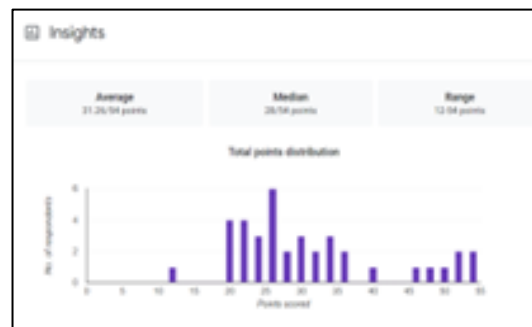 Insights
Average
31.26/54 points
Median
28/54 points
Range
12-54 points
Total points distribution
No. of respondents
6
4
2
0
0
5
10
15
20
25
30
35
40
45
50
55
Points scored